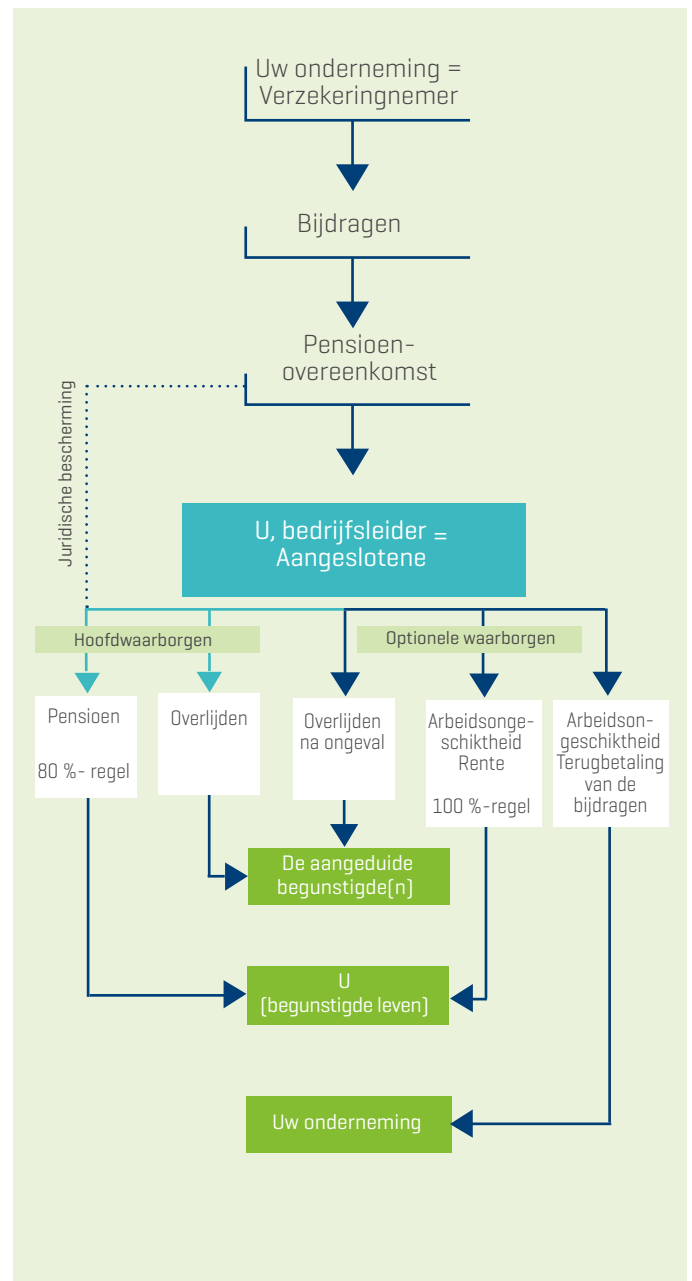 Uw onderneming =
Verzekeringnemer
Bijdragen
Pensioen-
overeenkomst
Juridische bescherming
U, bedrijfsleider =
Aangeslotene
Hoofdwaarborgen
Optionele waarborgen
Pensioen
80 %- regel
Overlijden
Overlijden
na ongeval
Arbeidsonge-
schiktheid
Rente
100 %-regel
Arbeidson-
geschiktheid
Terugbetaling
van de
bijdragen
De aangeduide
begunstigde(n)
U
(begunstigde leven)
Uw onderneming